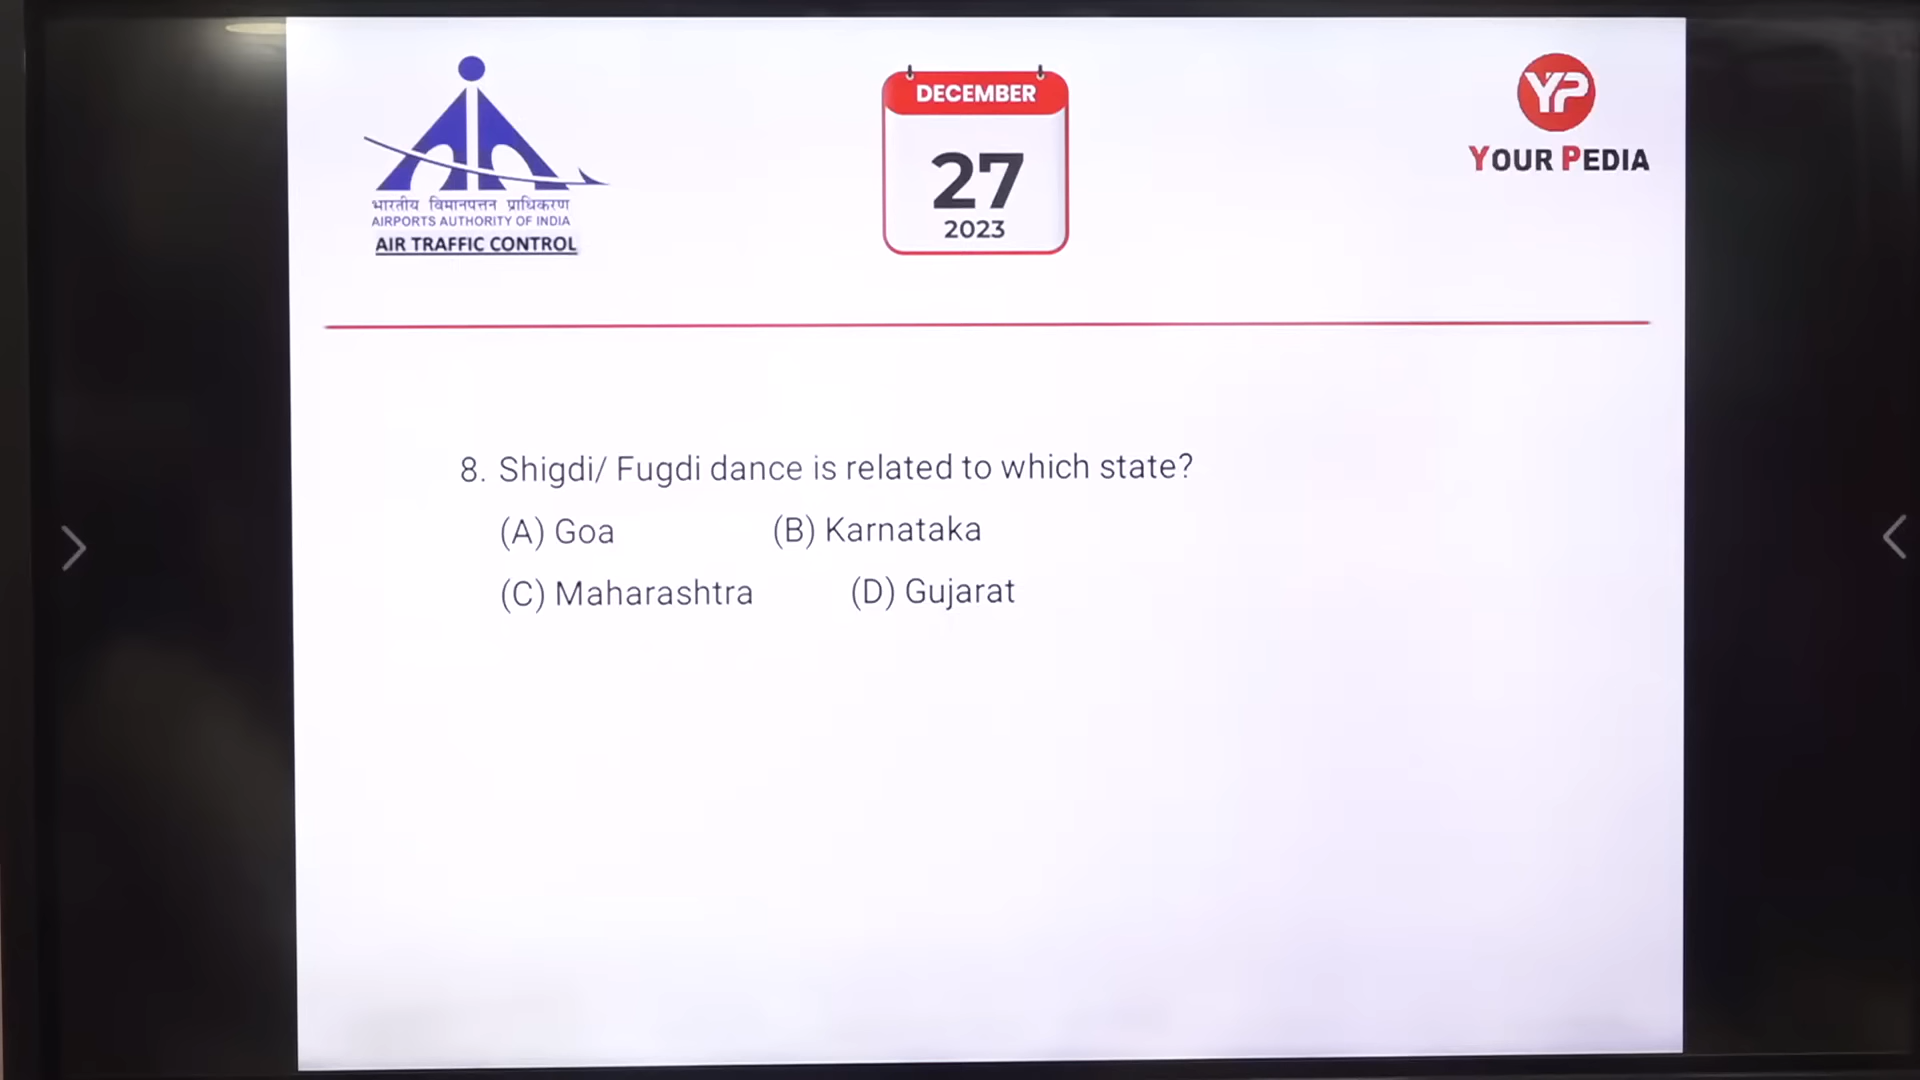 भारतीय विमानपत्तन प्राधिकरण
AIRPORTS AUTHORITY OF INDIA
AIR TRAFFIC CONTROL
DECEMBER
27
2023
YP
YOUR PEDIA
8. Shigdi/ Fugdi dance is related to which state?
(A) Goa (B) Karnataka
(C) Maharashtra (D) Gujarat